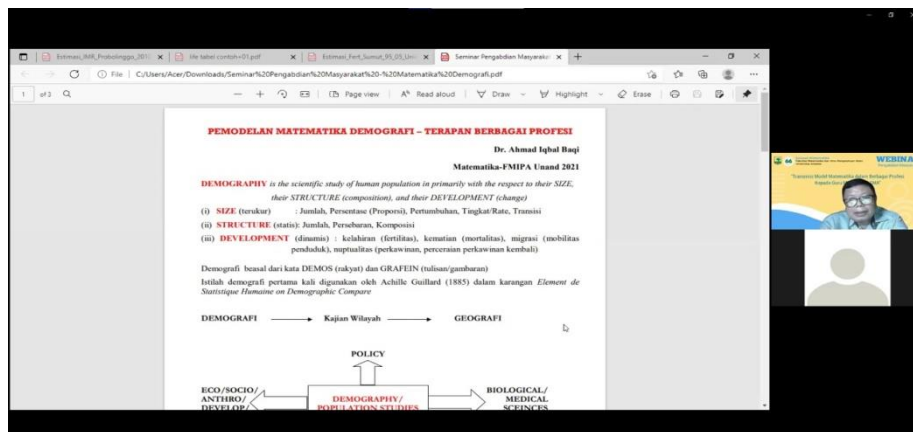 Estimasi_IMR_Probolinggo_201
life tabel contoh+01.pdf
Estimasi_Fert_Sumut_95_05_Uni
Seminar Pengabdian Masyarakat
File | C:/Users/Acer/Downloads/Seminar%20Pengabdian%20Masyarakat%20-%20Matematika%20Demografi.pdf
1 of 2
Page view | Read aloud | Draw Highlight Erase
PEMODELAN MATEMATIKA DEMOGRAFI – TERAPAN BERBAGAI PROFESI
Dr. Ahmad Iqbal Baqi
Matematika-FMIPA Unand 2021
DEMOGRAPHY is the scientific study of human population in primarily with the respect to their SIZE,
their STRUCTURE (composition), and their DEVELOPMENT (change)
(i) SIZE (terukur) : Jumlah, Persentase (Proporsi), Pertumbuhan, Tingkat/Rate, Transisi
(ii) STRUCTURE (statis): Jumlah, Persebaran, Komposisi
(iii) DEVELOPMENT (dinamis) : kelahiran (fertilitas), kematian (mortalitas), migrasi (mobilitas
penduduk), nuptualitas (perkawinan, perceraian perkawinan kembali)
Demografi beasal dari kata DEMOS (rakyat) dan GRAFEIN (tulisan/gambaran)
Istilah demografi pertama kali digunakan oleh Achille Guillard (1885) dalam karangan Element de
Statistique Humaine on Demographic Compare
DEMOGRAFI Kajian Wilayah GEOGRAFI
POLICY
ECO/SOCIO/
ANTHRO/
DEVELOP/
DEMOGRAPHY/
POPULATION STUDIES
BIOLOGICAL/
MEDICAL
SCEINCES
WEBINA